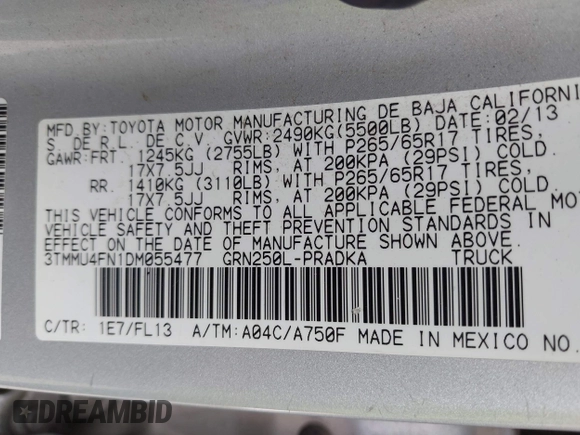 MFD.BY:TOYOTA MOTOR MANUFACTURING DE BAJA CALIFORNI
S. DE R.L. DE C.V. GVWR:2490KG(5500LB) DATE:02/13
GAWR:FRT. 1245KG (2755LB) WITH P265/65R17 TIRES,
17X7.5JJ RIMS, AT 200KPA (29PSI) COLD.
RR. 1410KG (3110LB) WITH P265/65R17 TIRES,
17X7.5JJ RIMS, AT 200KPA (29PSI) COLD.
THIS VEHICLE CONFORMS TO ALL APPLICABLE FEDERAL MOT
VEHICLE SAFETY AND THEFT PREVENTION STANDARDS IN
EFFECT ON THE DATE OF MANUFACTURE SHOWN ABOVE.
3TMMU4FN1DM055477 GRN250L-PRADKA TRUCK
C/TR: 1E7/FL13 A/TM:A04C/A750F MADE IN MEXICO NO.
DREAMBID